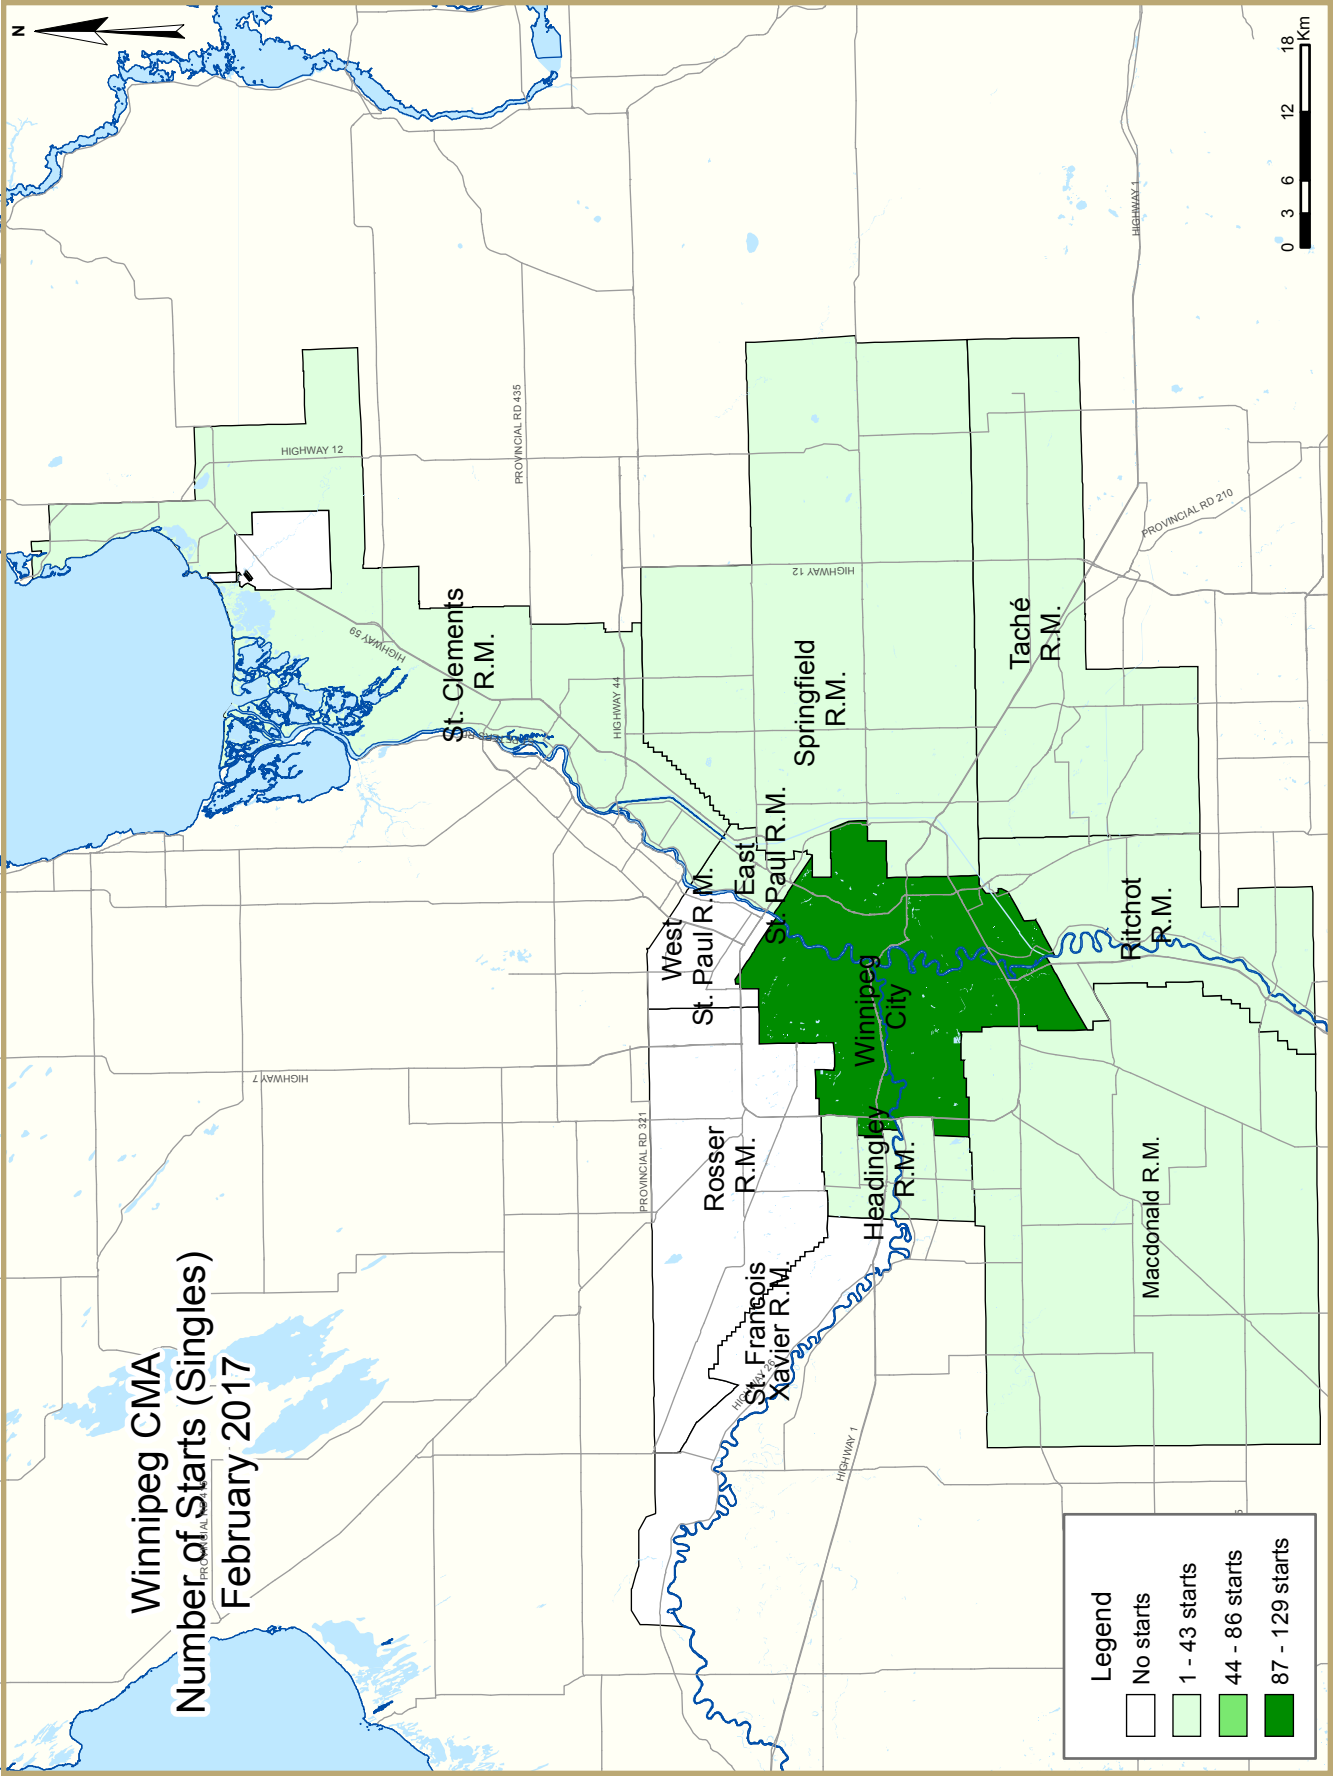 Winnipeg CMA
Number of Starts (Singles)
February 2017
N
HIGHWAY 12
PROVINCIAL RD 435
HIGHWAY 59
St. Clements
R.M.
HIGHWAY 44
HIGHWAY 7
PROVINCIAL RD 321
HIGHWAY 12
HIGHWAY 1
PROVINCIAL RD 210
Springfield
R.M.
Taché
R.M.
East
St. Paul R.M.
West
St. Paul R.M.
Rosser
R.M.
Winnipeg
City
Headingley
R.M.
St. Francois
Xavier R.M.
HIGHWAY 26
HIGHWAY 1
Ritchot
R.M.
Macdonald R.M.
Legend
No starts
1 - 43 starts
44 - 86 starts
87 - 129 starts
0 3 6 12 18
Km